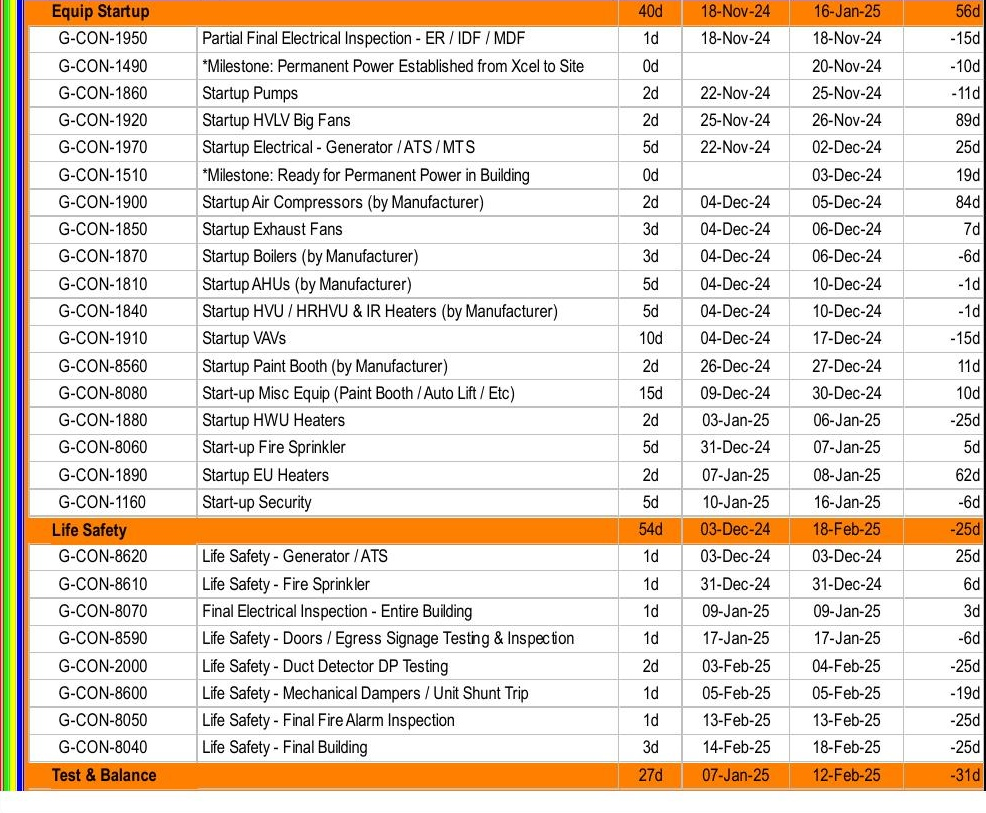 Equip Startup 40d 18-Nov-24 16-Jan-25 56d
G-CON-1950 Partial Final Electrical Inspection - ER / IDF / MDF 1d 18-Nov-24 18-Nov-24 -15d
G-CON-1490 *Milestone: Permanent Power Established from Xcel to Site 0d 20-Nov-24 -10d
G-CON-1860 Startup Pumps 2d 22-Nov-24 25-Nov-24 -11d
G-CON-1920 Startup HVLV Big Fans 2d 25-Nov-24 26-Nov-24 89d
G-CON-1970 Startup Electrical - Generator / ATS / MTS 5d 22-Nov-24 02-Dec-24 25d
G-CON-1510 *Milestone: Ready for Permanent Power in Building 0d 03-Dec-24 19d
G-CON-1900 Startup Air Compressors (by Manufacturer) 2d 04-Dec-24 05-Dec-24 84d
G-CON-1850 Startup Exhaust Fans 3d 04-Dec-24 06-Dec-24 7d
G-CON-1870 Startup Boilers (by Manufacturer) 3d 04-Dec-24 06-Dec-24 -6d
G-CON-1810 Startup AHUs (by Manufacturer) 5d 04-Dec-24 10-Dec-24 -1d
G-CON-1840 Startup HVU / HRHVU & IR Heaters (by Manufacturer) 5d 04-Dec-24 10-Dec-24 -1d
G-CON-1910 Startup VAVs 10d 04-Dec-24 17-Dec-24 -15d
G-CON-8560 Startup Paint Booth (by Manufacturer) 2d 26-Dec-24 27-Dec-24 11d
G-CON-8080 Start-up Misc Equip (Paint Booth / Auto Lift / Etc) 15d 09-Dec-24 30-Dec-24 10d
G-CON-1880 Startup HWU Heaters 2d 03-Jan-25 06-Jan-25 -25d
G-CON-8060 Start-up Fire Sprinkler 5d 31-Dec-24 07-Jan-25 5d
G-CON-1890 Startup EU Heaters 2d 07-Jan-25 08-Jan-25 62d
G-CON-1160 Start-up Security 5d 10-Jan-25 16-Jan-25 -6d
Life Safety 54d 03-Dec-24 18-Feb-25 -25d
G-CON-8620 Life Safety - Generator / ATS 1d 03-Dec-24 03-Dec-24 25d
G-CON-8610 Life Safety - Fire Sprinkler 1d 31-Dec-24 31-Dec-24 6d
G-CON-8070 Final Electrical Inspection - Entire Building 1d 09-Jan-25 09-Jan-25 3d
G-CON-8590 Life Safety - Doors / Egress Signage Testing & Inspection 1d 17-Jan-25 17-Jan-25 -6d
G-CON-2000 Life Safety - Duct Detector DP Testing 2d 03-Feb-25 04-Feb-25 -25d
G-CON-8600 Life Safety - Mechanical Dampers / Unit Shunt Trip 1d 05-Feb-25 05-Feb-25 -19d
G-CON-8050 Life Safety - Final Fire Alarm Inspection 1d 13-Feb-25 13-Feb-25 -25d
G-CON-8040 Life Safety - Final Building 3d 14-Feb-25 18-Feb-25 -25d
Test & Balance 27d 07-Jan-25 12-Feb-25 -31d